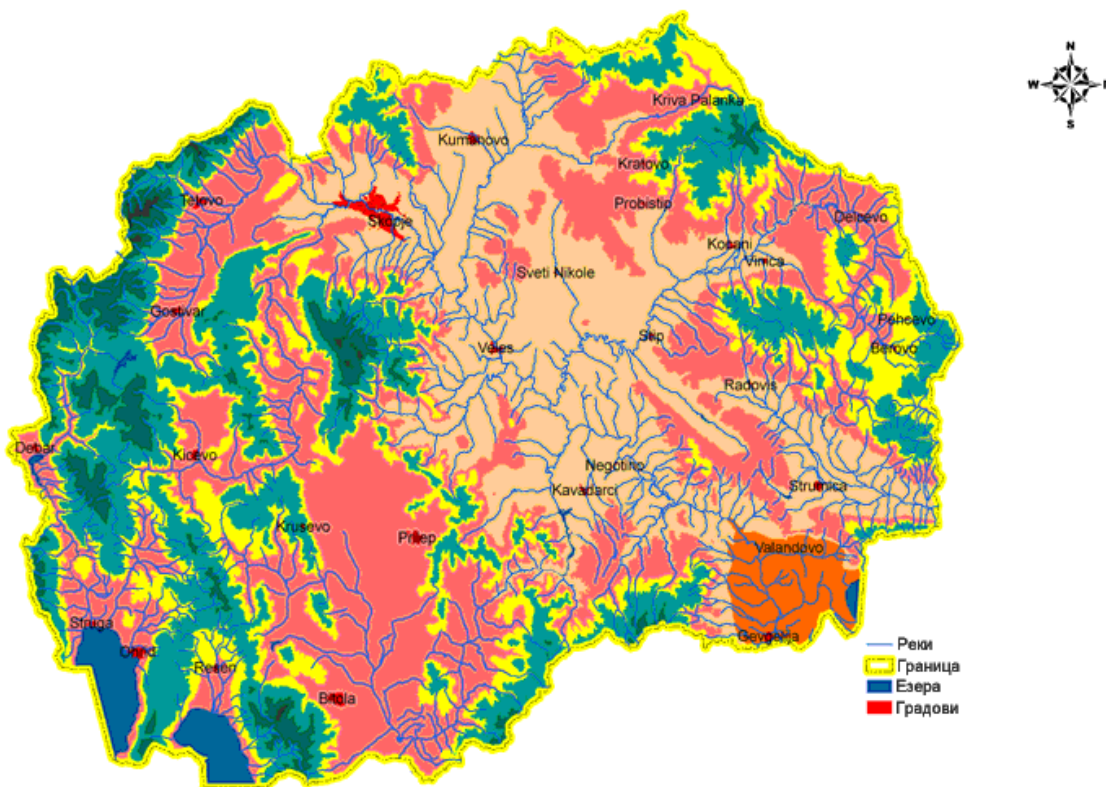 N
W
E
S
Kriva Palanka
Kumanovo
Kratovo
Tetovo
Probistip
Skopje
Delcevo
Kocani
Vinica
Sveti Nikole
Gostivar
Pehcevo
Stip
Veles
Berovo
Radovis
Debar
Kicevo
Negotino
Strumica
Kavadarci
Krusevo
Prilep
Valandovo
Struga
Gevgelija
Ohrid
Реки
Resen
Граница
Езера
Bitola
Градови